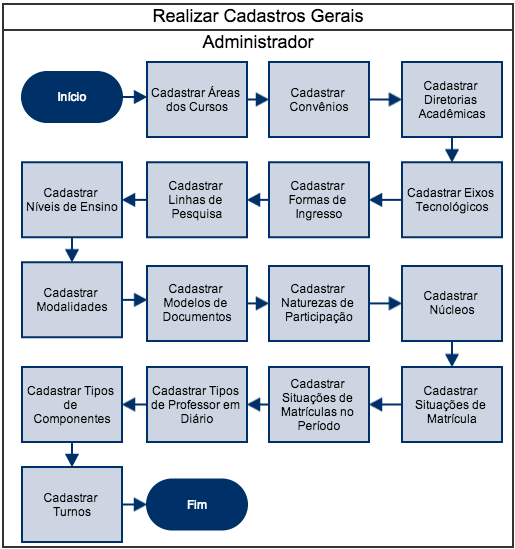 Realizar Cadastros Gerais
Administrador
Início
Cadastrar Áreas
dos Cursos
Cadastrar
Convênios
Cadastrar
Diretorias
Acadêmicas
Cadastrar Eixos
Tecnológicos
Cadastrar
Formas de
Ingresso
Cadastrar
Linhas de
Pesquisa
Cadastrar
Níveis de Ensino
Cadastrar
Modalidades
Cadastrar
Modelos de
Documentos
Cadastrar
Naturezas de
Participação
Cadastrar
Núcleos
Cadastrar
Situações de
Matrícula
Cadastrar
Situações de
Matrículas no
Período
Cadastrar Tipos
de Professor em
Diário
Cadastrar Tipos
de
Componentes
Cadastrar
Turnos
Fim